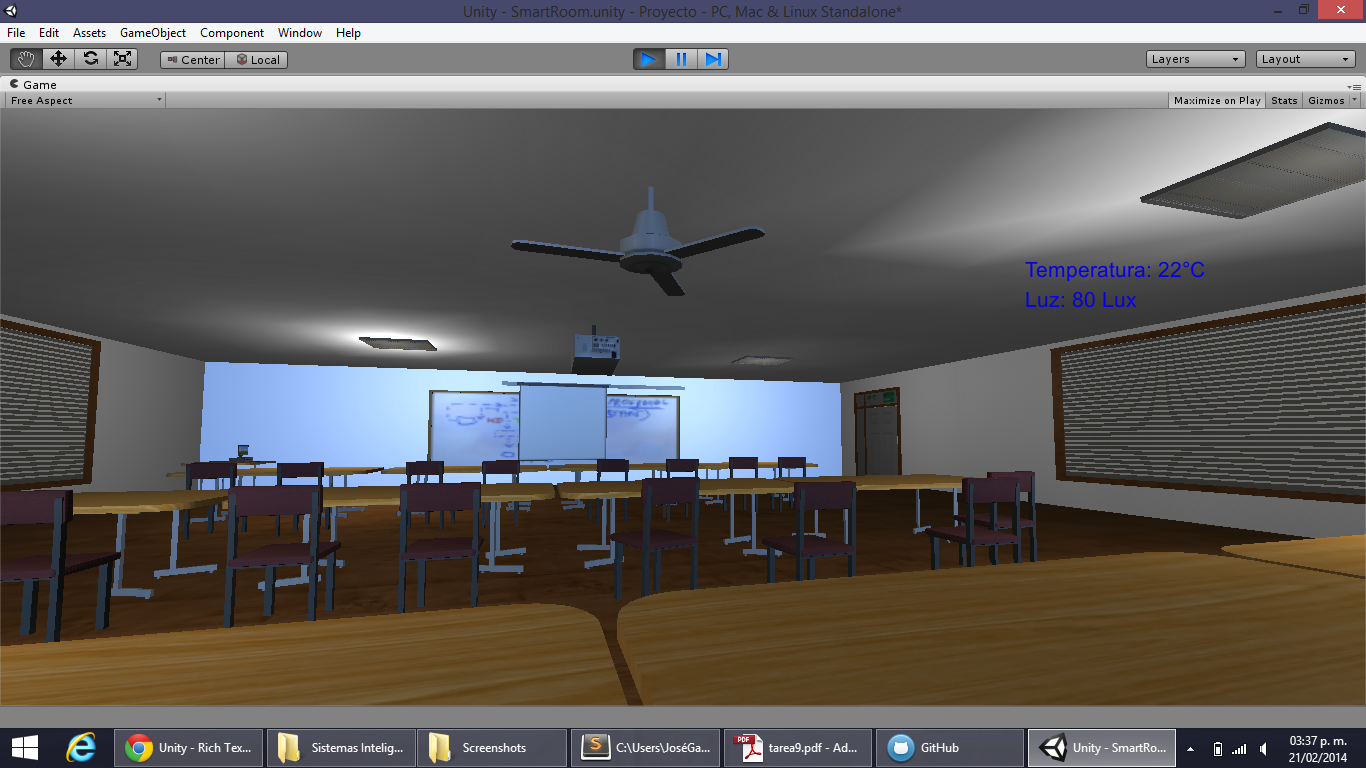 Unity - SmartRoom.unity - Proyecto - PC, Mac & Linux Standalone*
File Edit Assets GameObject Component Window Help
Center Local Layers Layout
Game
Free Aspect Maximize on Play Stats Gizmos
Temperatura: 22°C
Luz: 80 Lux
Unity - Rich Tex... Sistemas Intelig... Screenshots C:\Users\JoséGa... PDF tarea9.pdf - Ad... GitHub Unity - SmartRo... 03:37 p. m.
21/02/2014